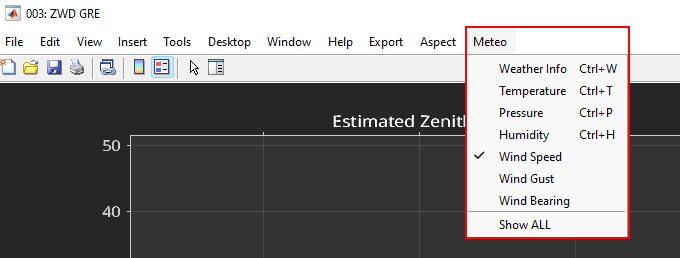 003: ZWD GRE
File Edit View Insert Tools Desktop Window Help Export Aspect Meteo
Weather Info Ctrl+W
Temperature Ctrl+T
Pressure Ctrl+P
Humidity Ctrl+H
Wind Speed
Wind Gust
Wind Bearing
Show ALL
Estimated
50
40